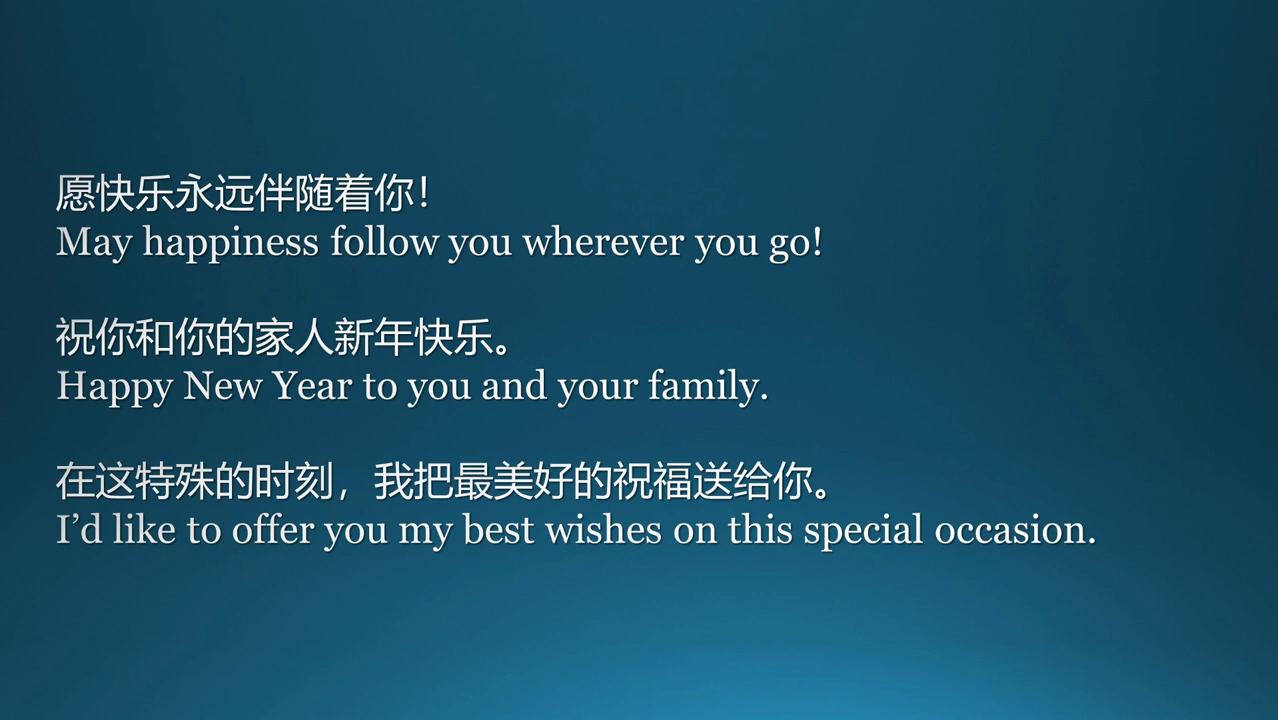 愿快乐永远伴随着你！
May happiness follow you wherever you go!
祝你和你的家人新年快乐。
Happy New Year to you and your family.
在这特殊的时刻，我把最美好的祝福送给你。
I’d like to offer you my best wishes on this special occasion.